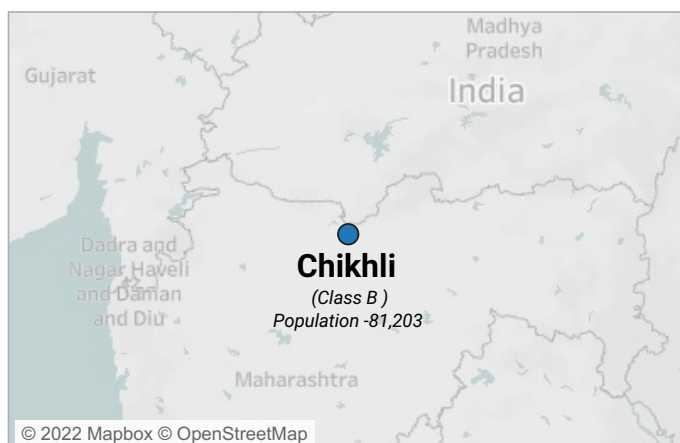 Madhya
Pradesh
Gujarat
India
Dadra and
Nagar Haveli
and Daman
and Diu
Chikhli
(Class B )
Population -81,203
Maharashtra
© 2022 Mapbox © OpenStreetMap